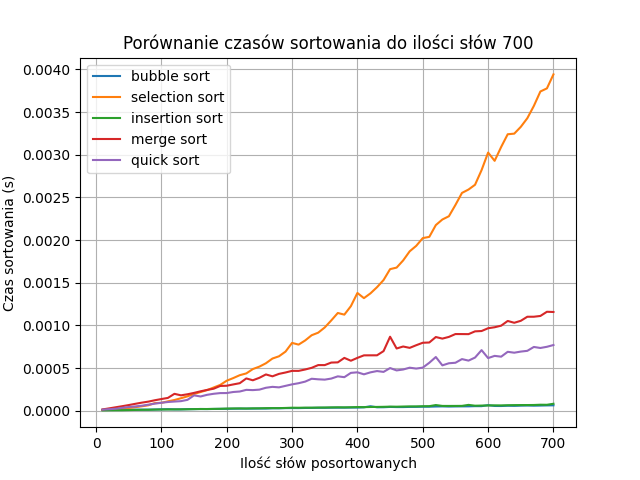 Porównanie czasów sortowania do ilości słów 700
bubble sort
selection sort
insertion sort
merge sort
quick sort
Czas sortowania (s)
0.0040
0.0035
0.0030
0.0025
0.0020
0.0015
0.0010
0.0005
0.0000
0 100 200 300 400 500 600 700
Ilość słów posortowanych